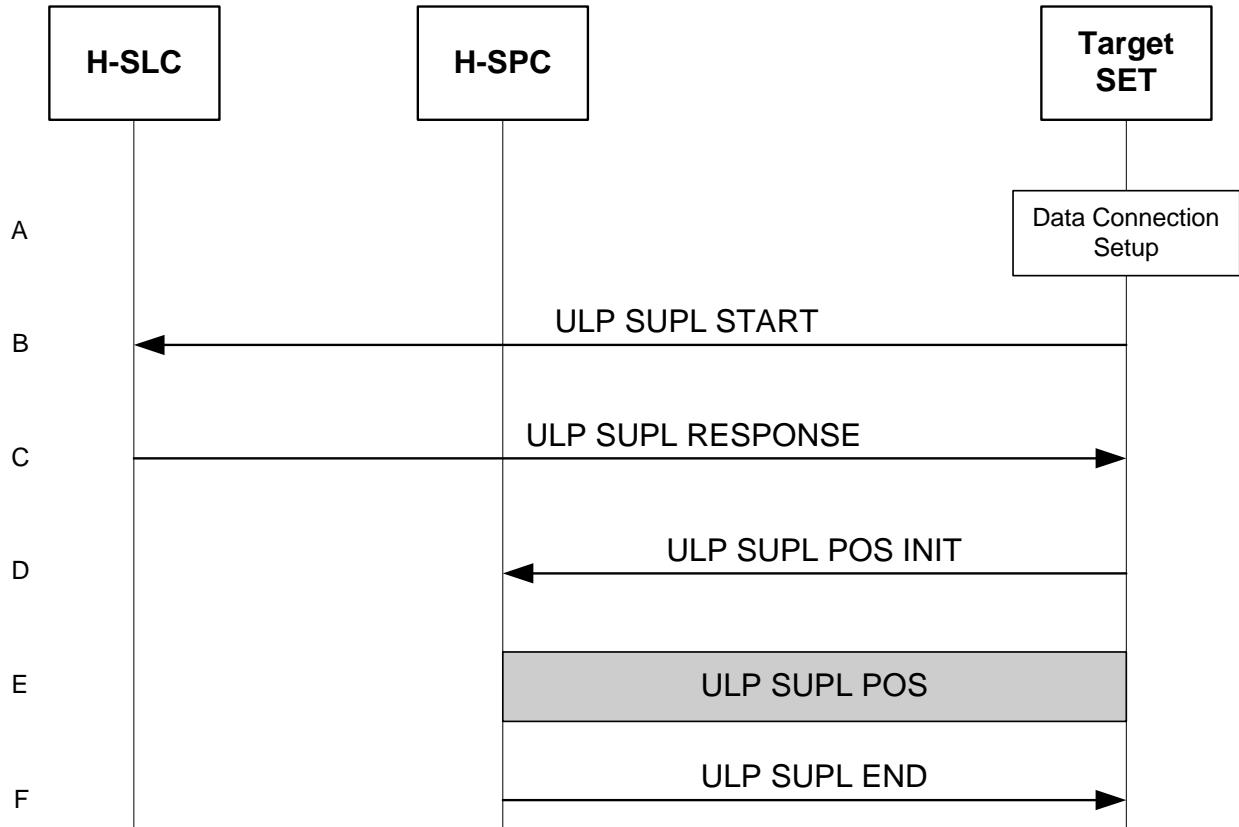 H-SLC
H-SPC
Target
SET
A
Data Connection
Setup
B
ULP SUPL START
C
ULP SUPL RESPONSE
D
ULP SUPL POS INIT
E
ULP SUPL POS
F
ULP SUPL END